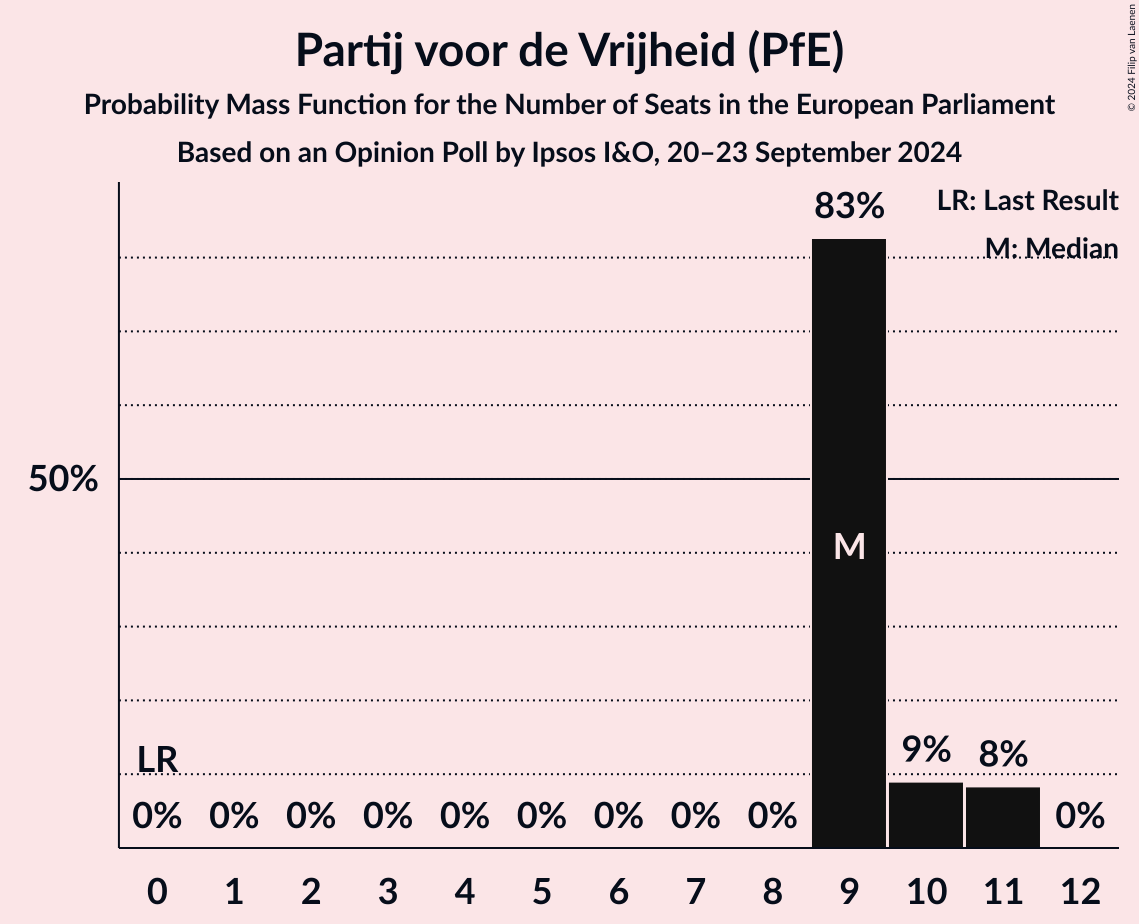 Partij voor de Vrijheid (PfE)
Probability Mass Function for the Number of Seats in the European Parliament
Based on an Opinion Poll by Ipsos I&O, 20–23 September 2024
© 2024 Filip van Laenen
LR: Last Result
M: Median
83%
50%
M
LR
9%
8%
0% 0% 0% 0% 0% 0% 0% 0% 0% 0%
0 1 2 3 4 5 6 7 8 9 10 11 12